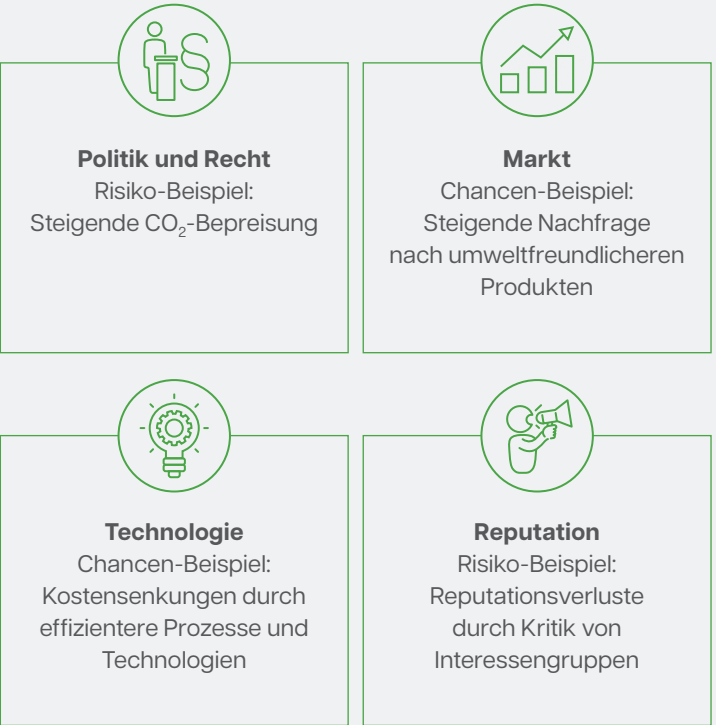 Politik und Recht
Risiko-Beispiel:
Steigende CO₂-Bepreisung
Markt
Chancen-Beispiel:
Steigende Nachfrage
nach umweltfreundlicheren
Produkten
Technologie
Chancen-Beispiel:
Kostensenkungen durch
effizientere Prozesse und
Technologien
Reputation
Risiko-Beispiel:
Reputationsverluste
durch Kritik von
Interessengruppen